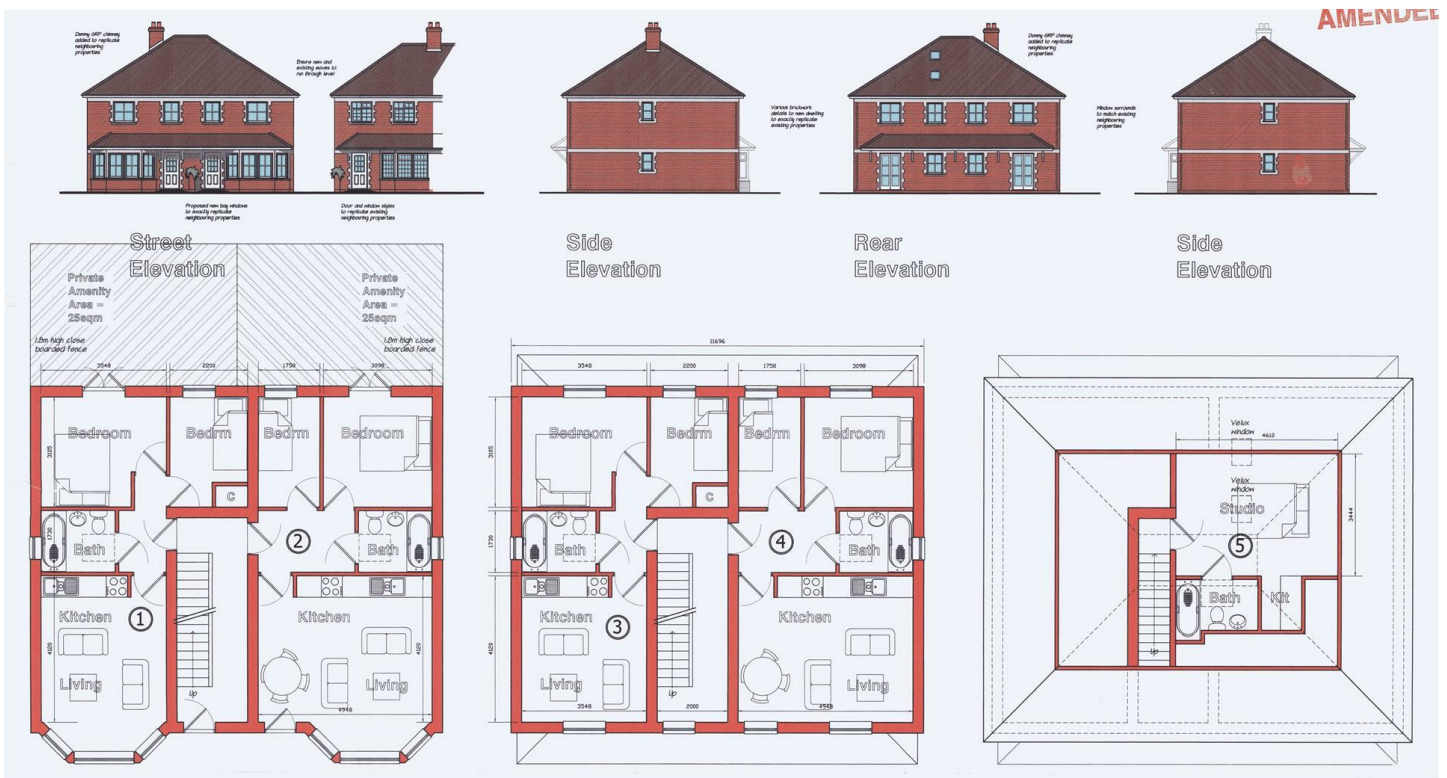 AMENDED
Dummy GRP chimney
added to replicate
neighbouring
properties
Ensure new and
existing eaves to
run through level
Various brickwork
details to new dwelling
to exactly replicate
existing properties
Dummy GRP chimney
added to replicate
neighbouring
properties
Window surrounds
to match existing
neighbouring
properties
Proposed new bay windows
to exactly replicate
neighbouring properties
Door and window styles
to replicate existing
neighbouring properties
Street
Elevation
Side
Elevation
Rear
Elevation
Side
Elevation
Private
Amenity
Area =
25sqm
Private
Amenity
Area =
25sqm
1.8m high close
boarded fence
1.8m high close
boarded fence
3548
2200
1750
3098
Bedroom
Bedrm
Bedrm
Bedroom
3105
C
1730
Bath
2
Bath
Kitchen
1
Kitchen
4120
4120
Living
Up
Living
4948
11696
3548
2200
1750
3098
Bedroom
Bedrm
Bedrm
Bedroom
3105
C
1730
Bath
4
Bath
Kitchen
3
Kitchen
4120
Living
Up
Living
3548
2000
4948
Velux
window
4612
Velux
window
Studio
3444
5
Bath
Kit
Up